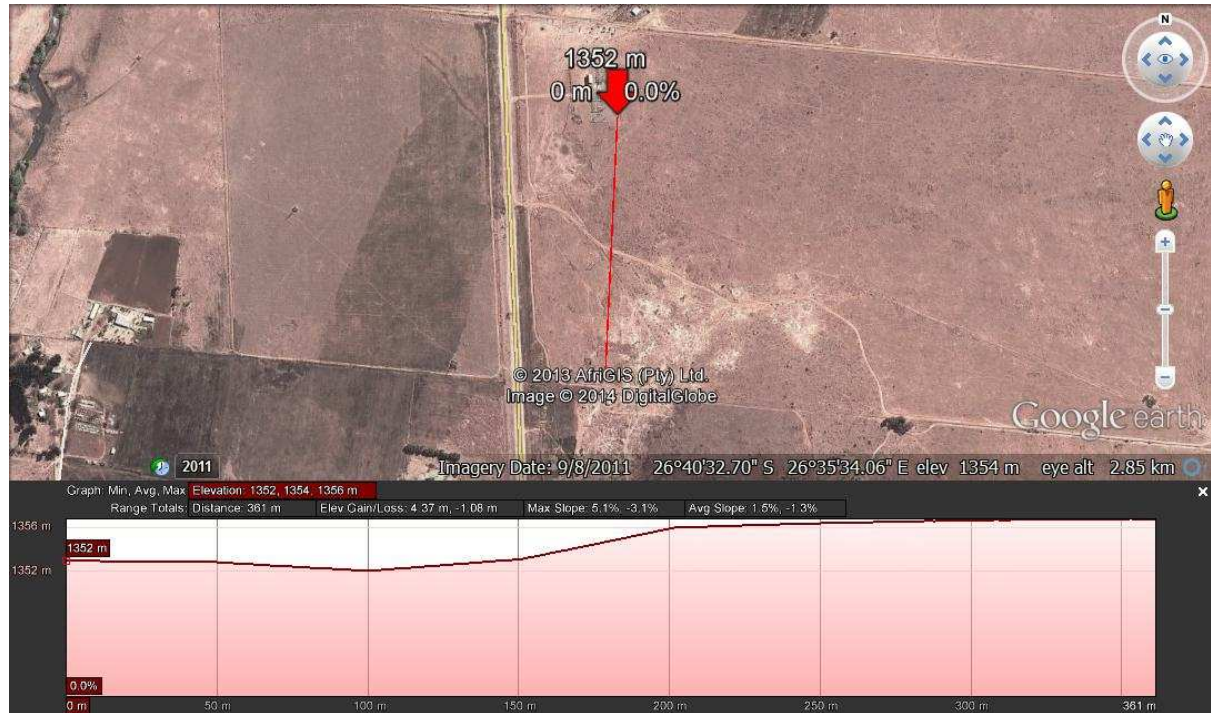 N
1352 m
0 m 0.0%
© 2013 AfriGIS (Pty) Ltd.
Image © 2014 DigitalGlobe
Google earth
2011
Imagery Date: 9/8/2011 26°40'32.70" S 26°35'34.06" E elev 1354 m eye alt 2.85 km
Graph: Min, Avg, Max Elevation: 1352, 1354, 1356 m
Range Totals: Distance: 361 m Elev Gain/Loss: 4.37 m, -1.08 m Max Slope: 5.1%, -3.1% Avg Slope: 1.5%, -1.3%
1356 m
1352 m
1352 m
0.0%
0 m 50 m 100 m 150 m 200 m 250 m 300 m 361 m